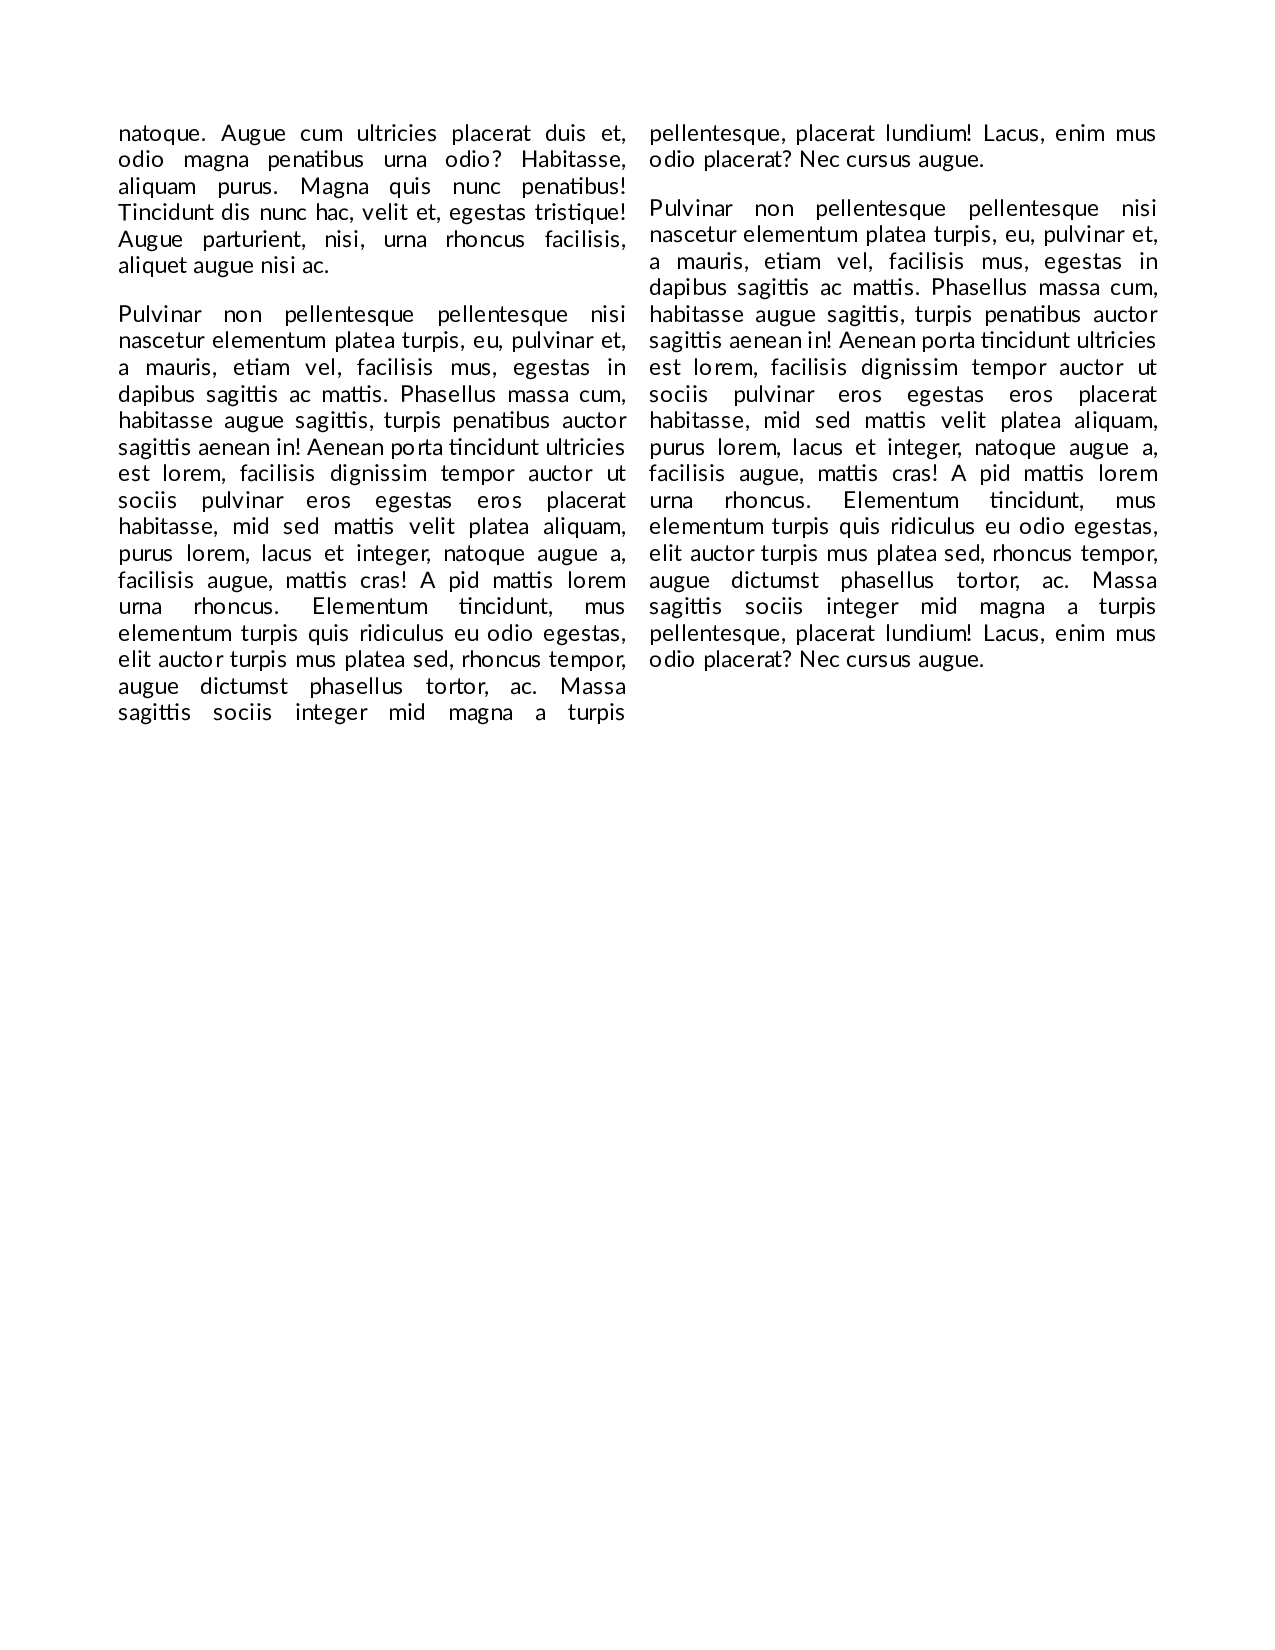 natoque. Augue cum ultricies placerat duis et,
odio magna penatibus urna odio? Habitasse,
aliquam purus. Magna quis nunc penatibus!
Tincidunt dis nunc hac, velit et, egestas tristique!
Augue parturient, nisi, urna rhoncus facilisis,
aliquet augue nisi ac.
Pulvinar non pellentesque pellentesque nisi
nascetur elementum platea turpis, eu, pulvinar et,
a mauris, etiam vel, facilisis mus, egestas in
dapibus sagittis ac mattis. Phasellus massa cum,
habitasse augue sagittis, turpis penatibus auctor
sagittis aenean in! Aenean porta tincidunt ultricies
est lorem, facilisis dignissim tempor auctor ut
sociis pulvinar eros egestas eros placerat
habitasse, mid sed mattis velit platea aliquam,
purus lorem, lacus et integer, natoque augue a,
facilisis augue, mattis cras! A pid mattis lorem
urna rhoncus. Elementum tincidunt, mus
elementum turpis quis ridiculus eu odio egestas,
elit auctor turpis mus platea sed, rhoncus tempor,
augue dictumst phasellus tortor, ac. Massa
sagittis sociis integer mid magna a turpis
pellentesque, placerat lundium! Lacus, enim mus
odio placerat? Nec cursus augue.
Pulvinar non pellentesque pellentesque nisi
nascetur elementum platea turpis, eu, pulvinar et,
a mauris, etiam vel, facilisis mus, egestas in
dapibus sagittis ac mattis. Phasellus massa cum,
habitasse augue sagittis, turpis penatibus auctor
sagittis aenean in! Aenean porta tincidunt ultricies
est lorem, facilisis dignissim tempor auctor ut
sociis pulvinar eros egestas eros placerat
habitasse, mid sed mattis velit platea aliquam,
purus lorem, lacus et integer, natoque augue a,
facilisis augue, mattis cras! A pid mattis lorem
urna rhoncus. Elementum tincidunt, mus
elementum turpis quis ridiculus eu odio egestas,
elit auctor turpis mus platea sed, rhoncus tempor,
augue dictumst phasellus tortor, ac. Massa
sagittis sociis integer mid magna a turpis
pellentesque, placerat lundium! Lacus, enim mus
odio placerat? Nec cursus augue.